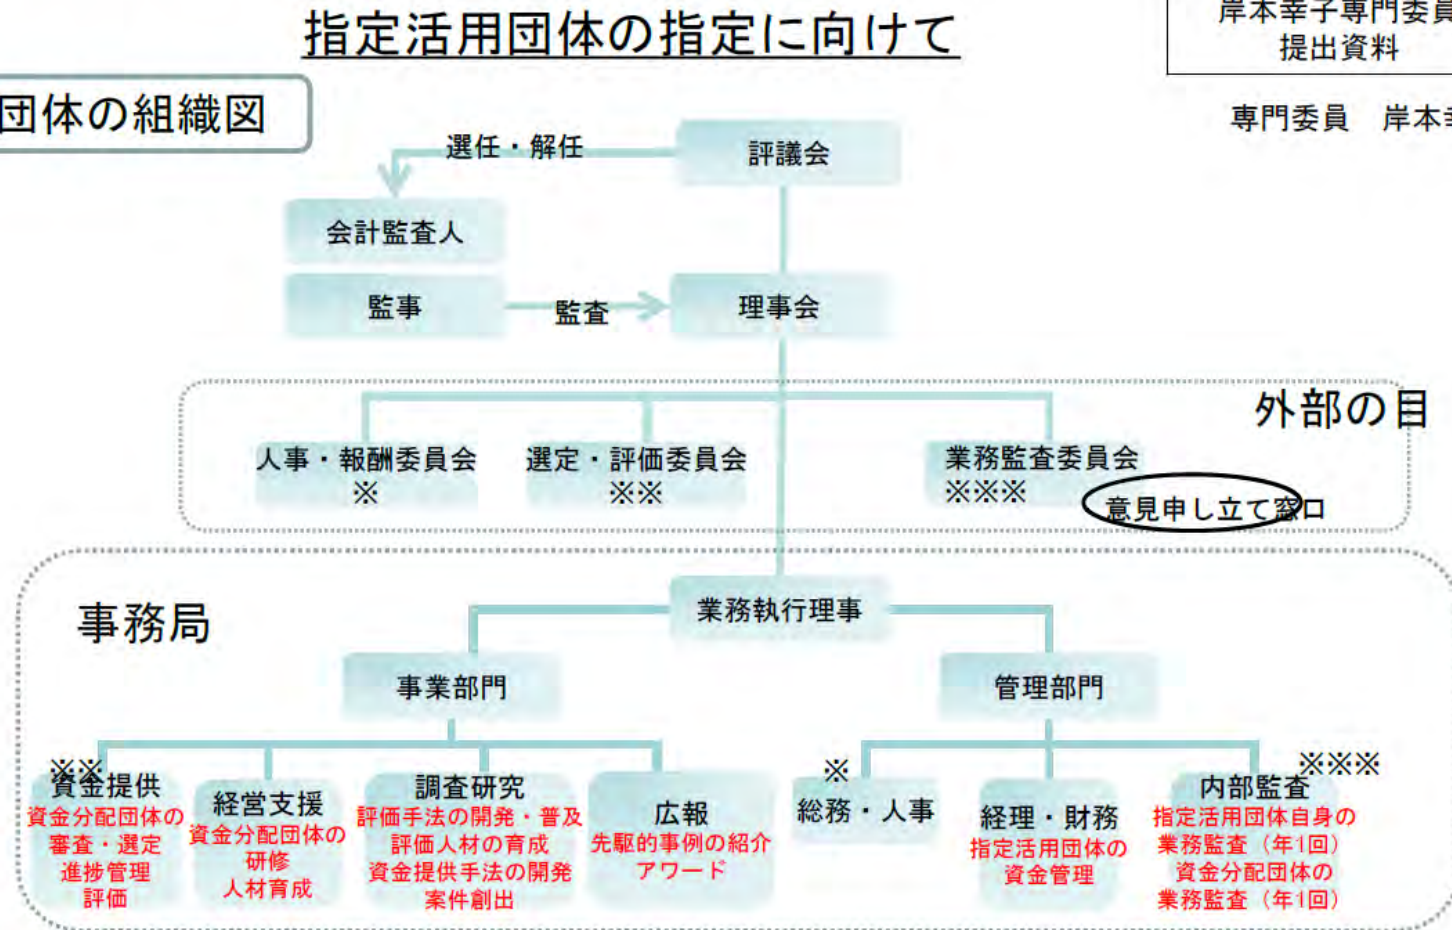 指定活用団体の指定に向けて
岸本幸子専門委員
提出資料
団体の組織図
専門委員　岸本幸
選任・解任
評議会
会計監査人
監事
監査
理事会
外部の目
人事・報酬委員会
※
選定・評価委員会
※※
業務監査委員会
※※※
意見申し立て窓口
事務局
業務執行理事
事業部門
管理部門
※※
資金提供
資金分配団体の
審査・選定
進捗管理
評価
経営支援
資金分配団体の
研修
人材育成
調査研究
評価手法の開発・普及
評価人材の育成
資金提供手法の開発
案件創出
広報
先駆的事例の紹介
アワード
※
総務・人事
経理・財務
指定活用団体の
資金管理
※※※
内部監査
指定活用団体自身の
業務監査（年1回）
資金分配団体の
業務監査（年1回）